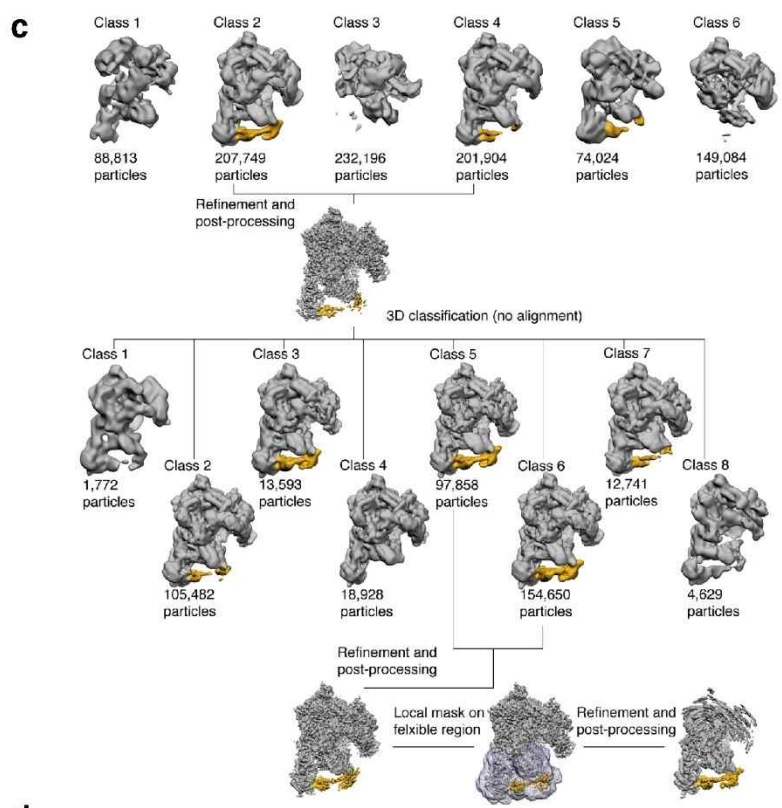 c
Class 1
Class 2
Class 3
Class 4
Class 5
Class 6
88,813
particles
207,749
particles
232,196
particles
201,904
particles
74,024
particles
149,084
particles
Refinement and
post-processing
3D classification (no alignment)
Class 1
Class 3
Class 5
Class 7
1,772
particles
Class 2
13,593
particles
Class 4
97,858
particles
Class 6
12,741
particles
Class 8
105,482
particles
18,928
particles
154,650
particles
4,629
particles
Refinement and
post-processing
Local mask on
felxible region
Refinement and
post-processing